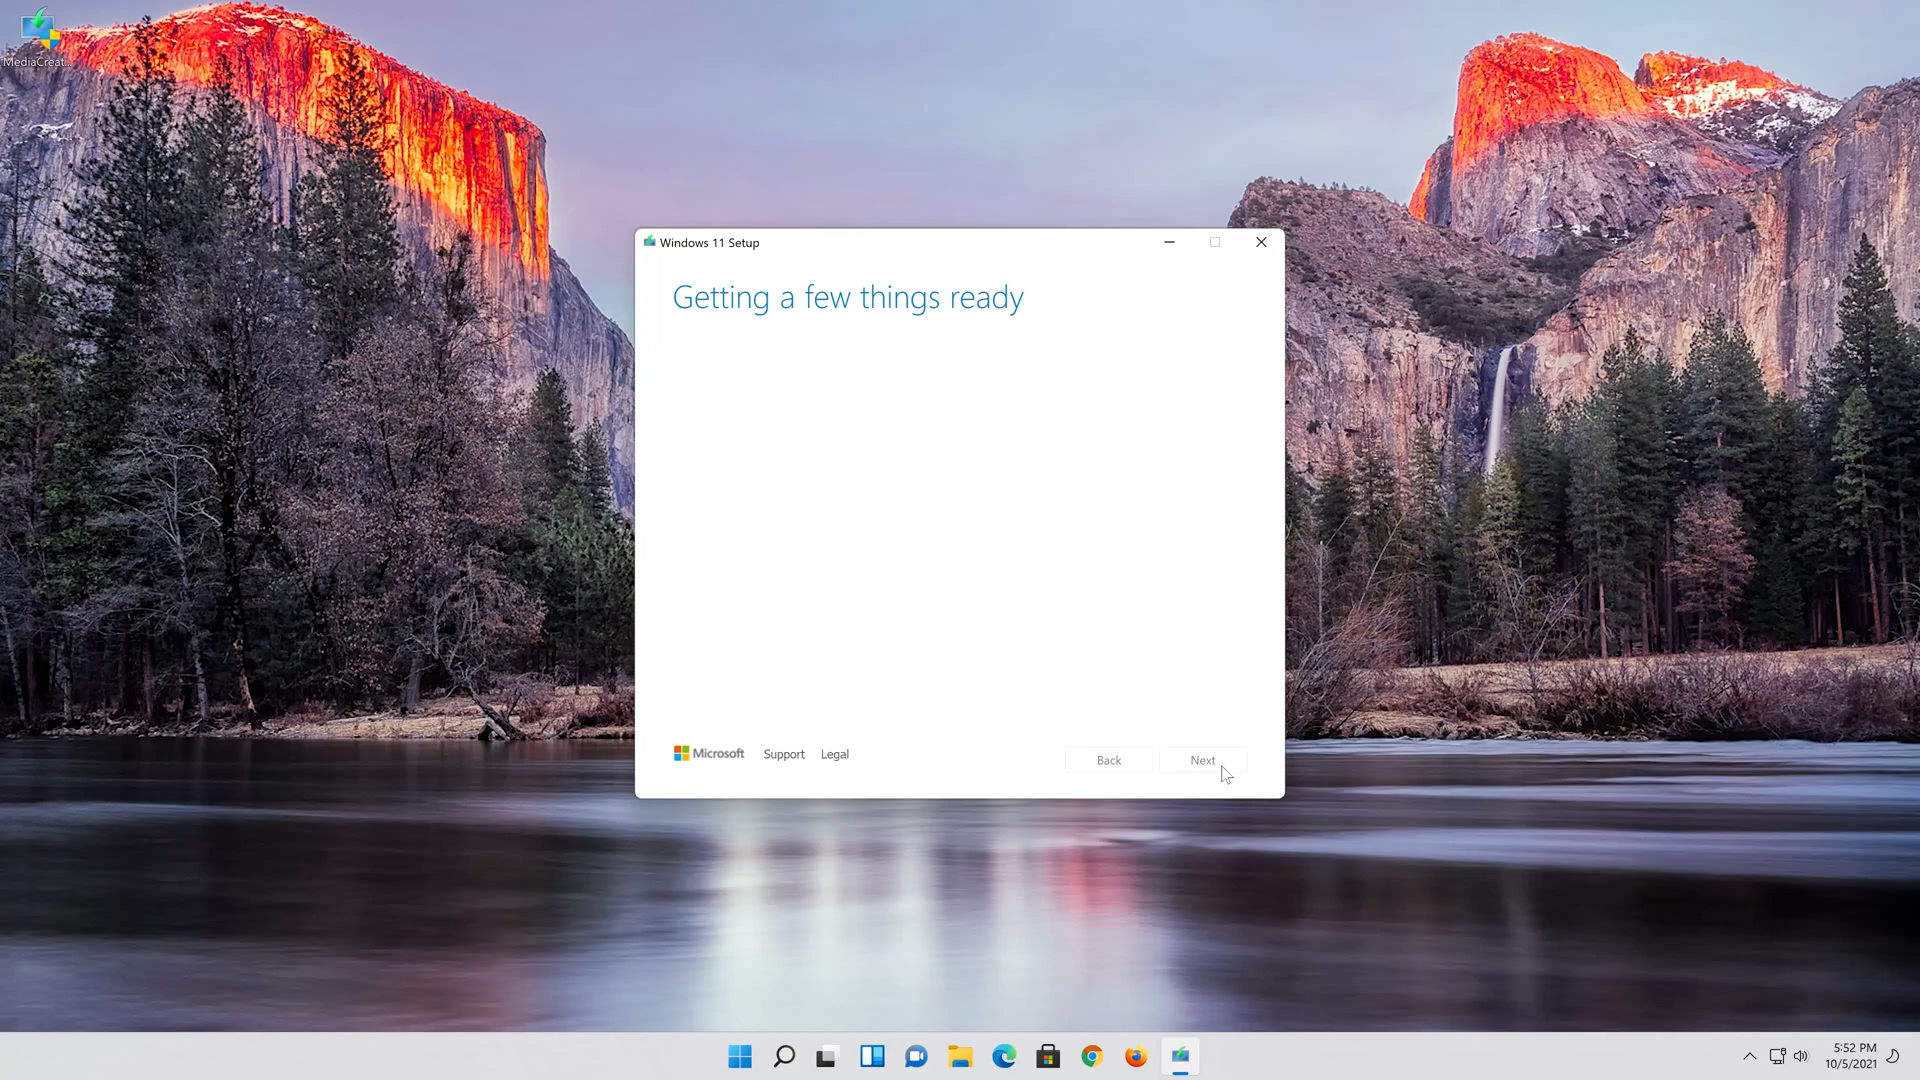 MediaCreat...
Windows 11 Setup
Getting a few things ready
Microsoft
Support
Legal
Back
Next
5:52 PM
10/5/2021